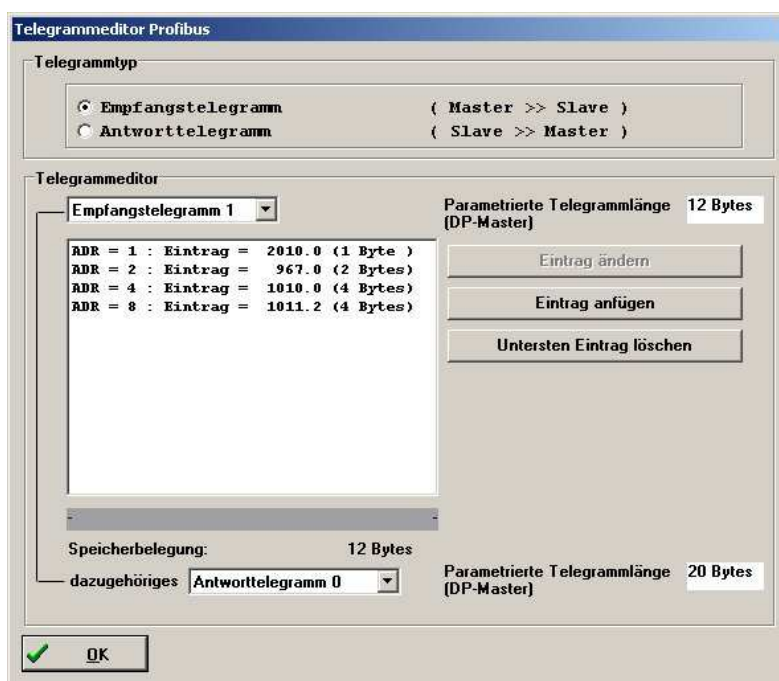 Telegrammeditor Profibus
Telegrammtyp
Empfangstelegramm ( Master >> Slave )
Antworttelegramm ( Slave >> Master )
Telegrammeditor
Empfangstelegramm 1
Parametrierte Telegrammlänge 12 Bytes
(DP-Master)
ADR = 1 : Eintrag = 2010.0 (1 Byte )
ADR = 2 : Eintrag = 967.0 (2 Bytes)
ADR = 4 : Eintrag = 1010.0 (4 Bytes)
ADR = 8 : Eintrag = 1011.2 (4 Bytes)
Eintrag ändern
Eintrag anfügen
Untersten Eintrag löschen
- -
Speicherbelegung: 12 Bytes
dazugehöriges Antworttelegramm 0
Parametrierte Telegrammlänge 20 Bytes
(DP-Master)
OK